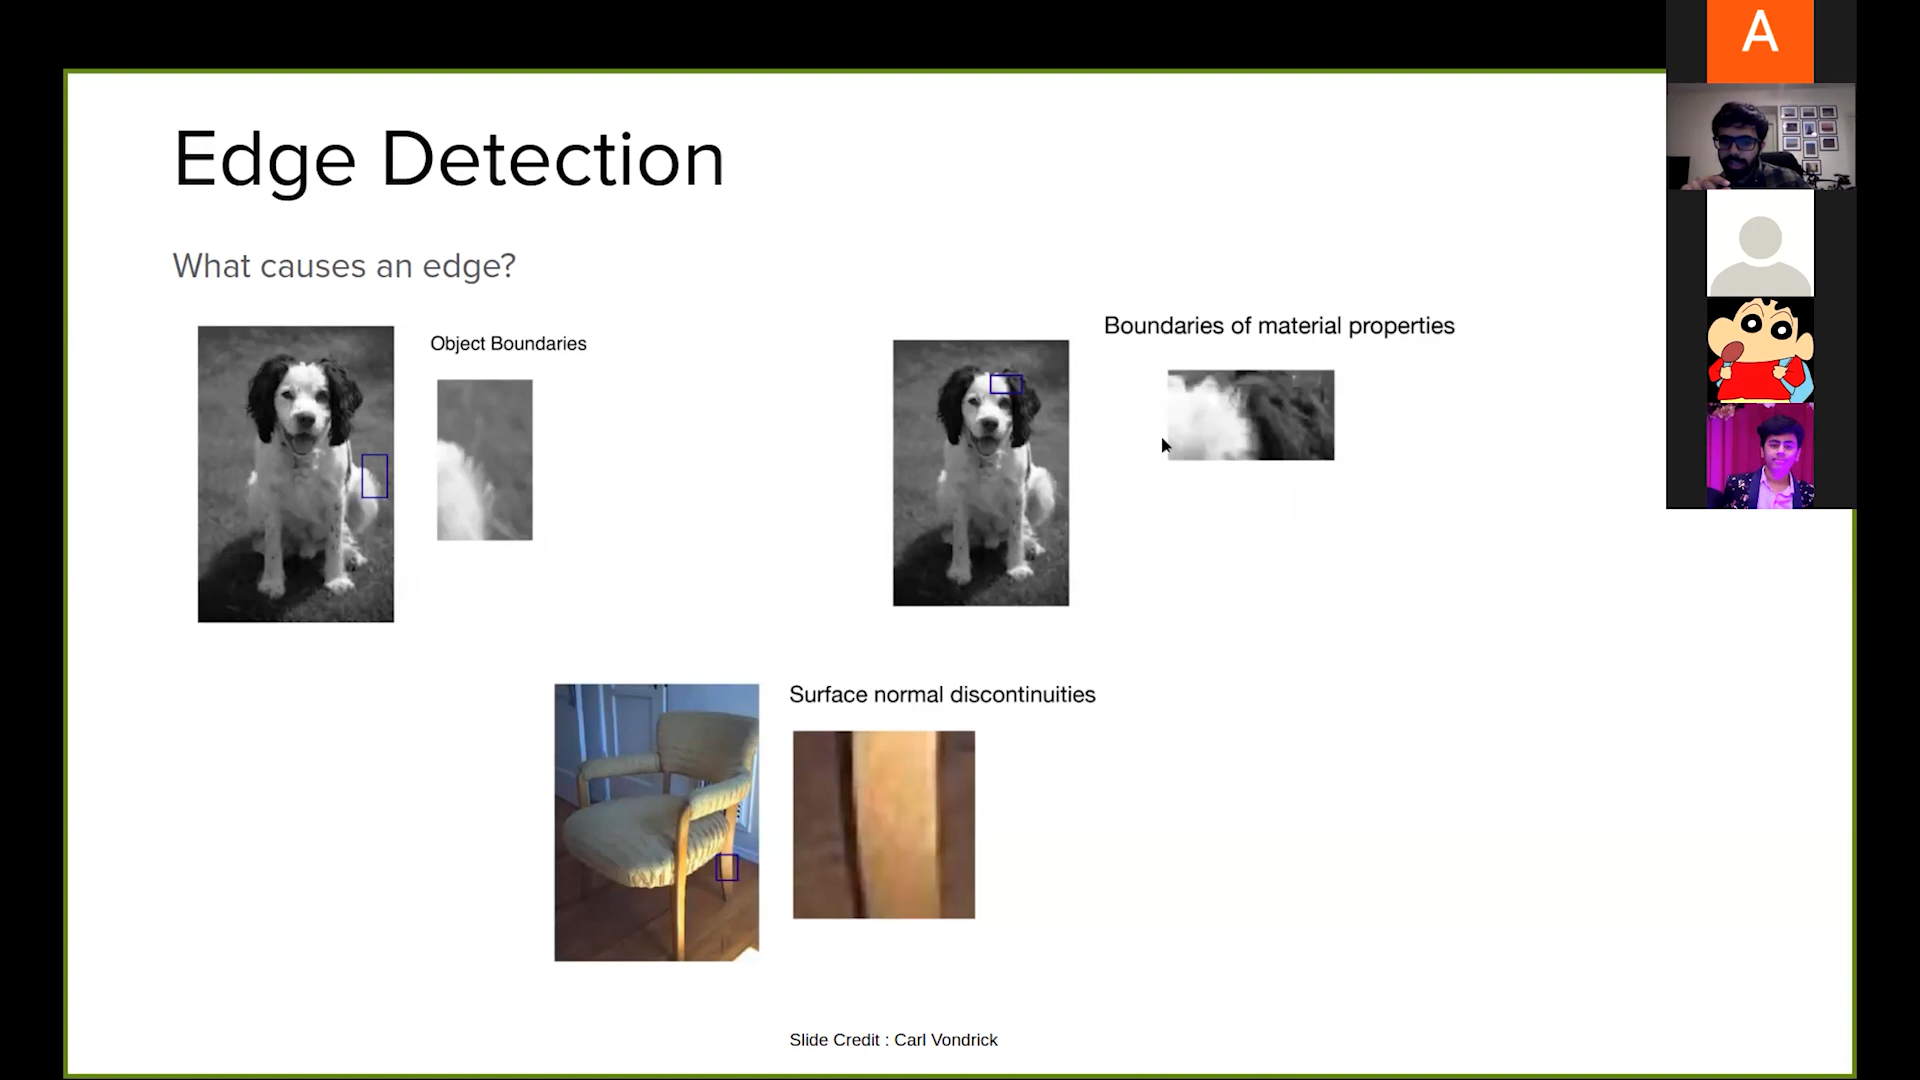 Edge Detection
What causes an edge?
Object Boundaries
Boundaries of material properties
Surface normal discontinuities
Slide Credit : Carl Vondrick
A